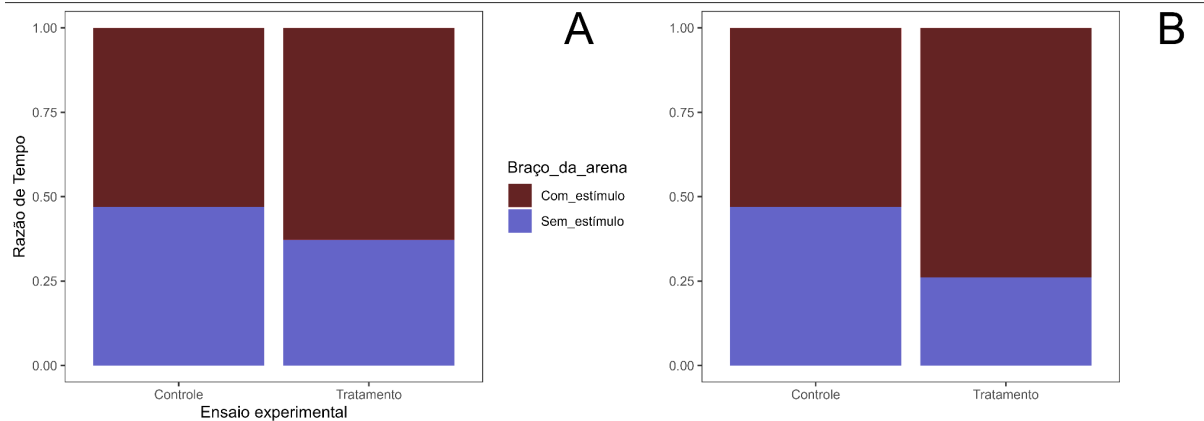 A
1.00
0.75
0.50
0.25
0.00
Razão de Tempo
Controle
Tratamento
Ensaio experimental
Braço_da_arena
Com_estímulo
Sem_estímulo
B
1.00
0.75
0.50
0.25
0.00
Controle
Tratamento